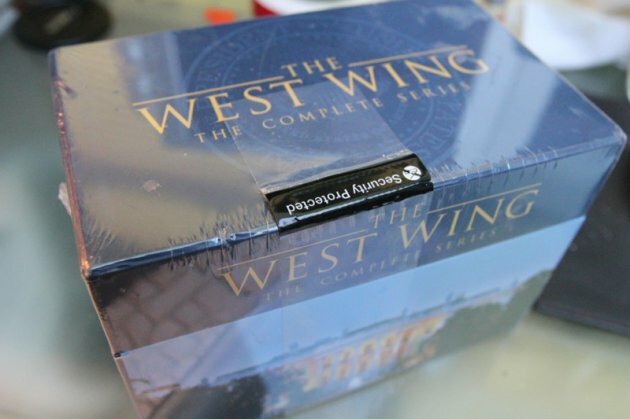 THE
WEST WING
THE COMPLETE SERIES
Security Protected
THE
WEST WING
THE COMPLETE SERIES